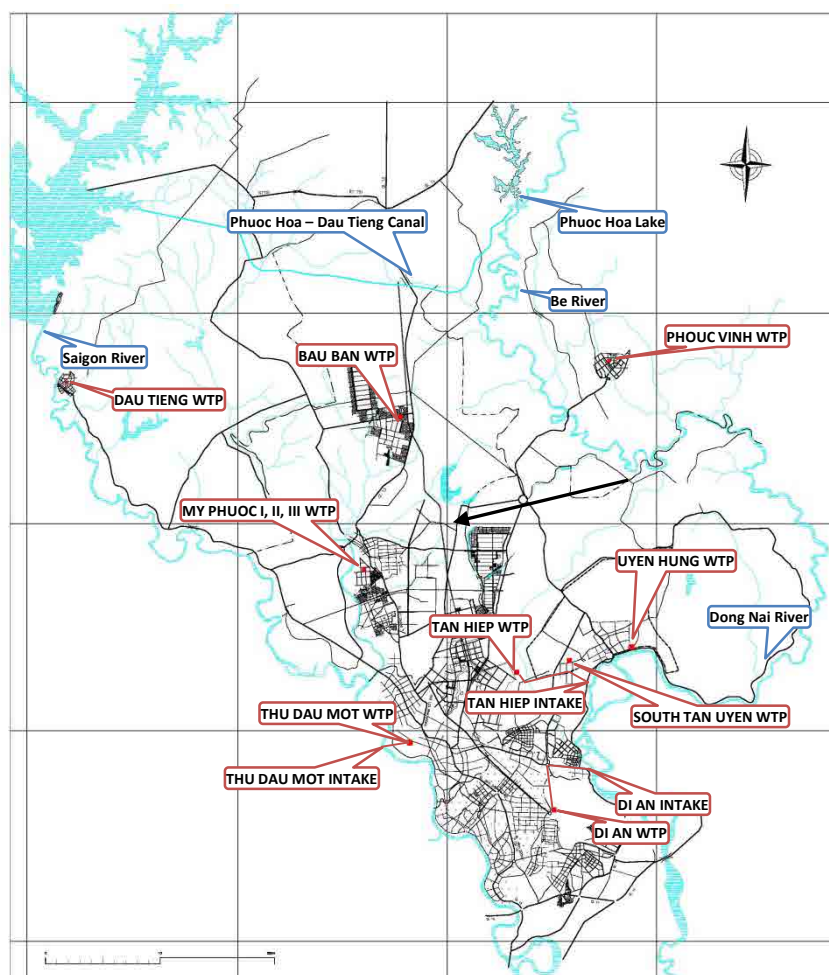 Phuoc Hoa – Dau Tieng Canal
Phuoc Hoa Lake
Be River
PHOUC VINH WTP
Saigon River
BAU BAN WTP
DAU TIENG WTP
MY PHUOC I, II, III WTP
UYEN HUNG WTP
Dong Nai River
TAN HIEP WTP
TAN HIEP INTAKE
SOUTH TAN UYEN WTP
THU DAU MOT WTP
THU DAU MOT INTAKE
DI AN INTAKE
DI AN WTP